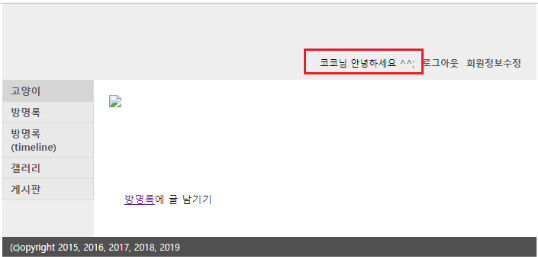 코코님 안녕하세요 ^^; 로그아웃 회원정보수정
고양이
방명록
방명록
(timeline)
갤러리
게시판
방명록에 글 남기기
(c)opyright 2015, 2016, 2017, 2018, 2019